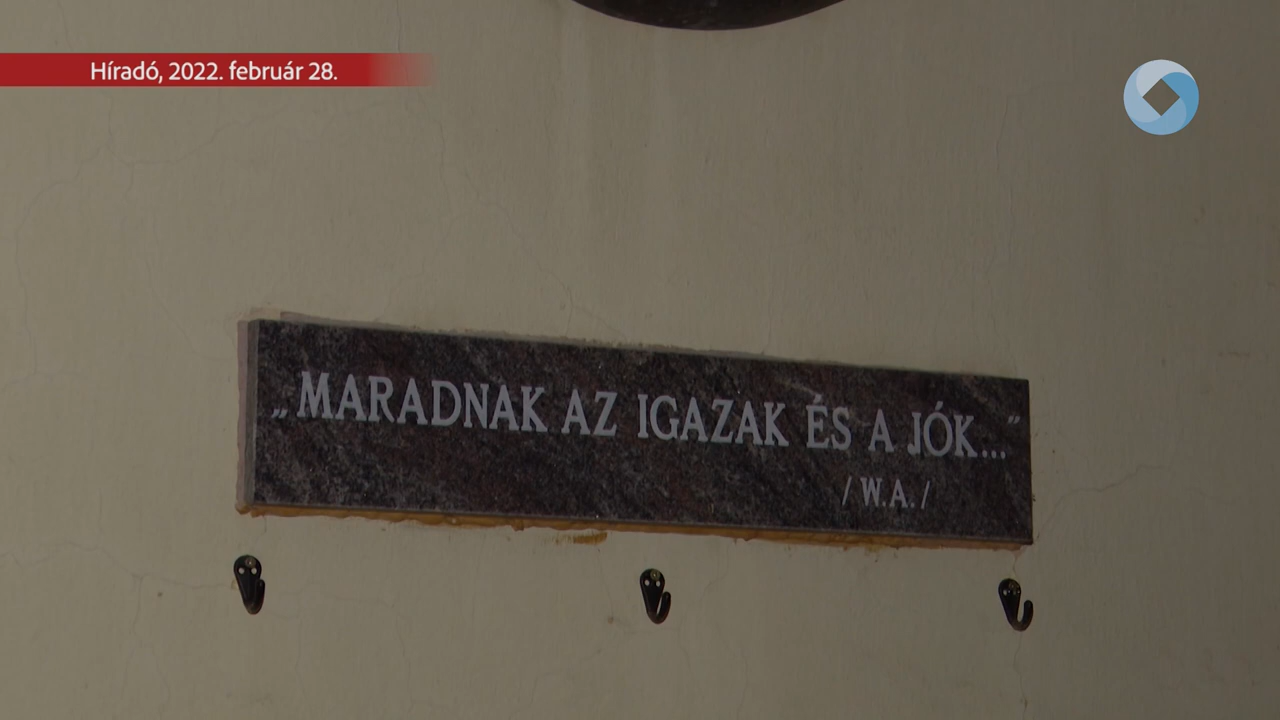 Híradó, 2022. február 28.
„MARADNAK AZ IGAZAK ÉS A JÓK...”
/W.A./